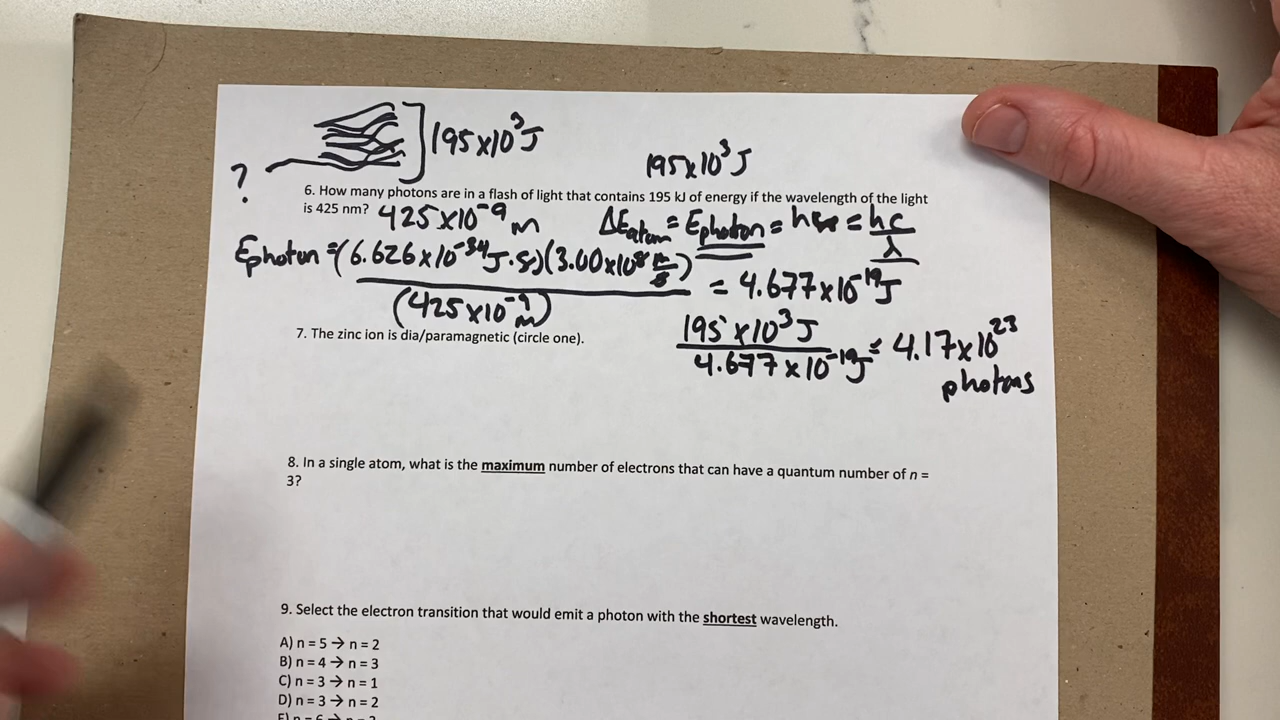 195x10³J
195x10³J
?
6. How many photons are in a flash of light that contains 195 kJ of energy if the wavelength of the light
is 425 nm? 425x10⁻⁹ m
ΔEatom = Ephoton = h = hc/λ
Ephoton = (6.626x10⁻³⁴J·s)(3.00x10⁸ m/s)
(425x10⁻⁹m)
= 4.677x10⁻¹⁹J
7. The zinc ion is dia/paramagnetic (circle one).
195 x10³J
4.677x10⁻¹⁹J
= 4.17x10²³
photons
8. In a single atom, what is the maximum number of electrons that can have a quantum number of n =
3?
9. Select the electron transition that would emit a photon with the shortest wavelength.
A) n = 5 → n = 2
B) n = 4 → n = 3
C) n = 3 → n = 1
D) n = 3 → n = 2